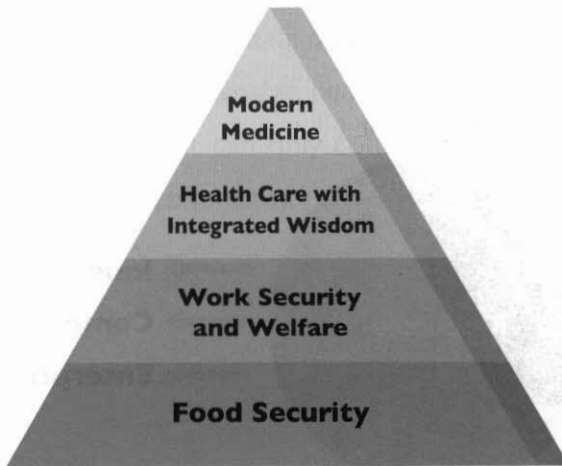 Modern
Medicine
Health Care with
Integrated Wisdom
Work Security
and Welfare
Food Security